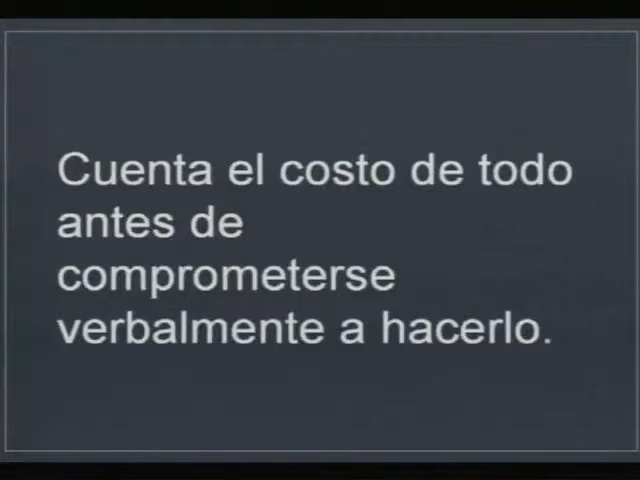 Cuenta el costo de todo
antes de
comprometerse
verbalmente a hacerlo.